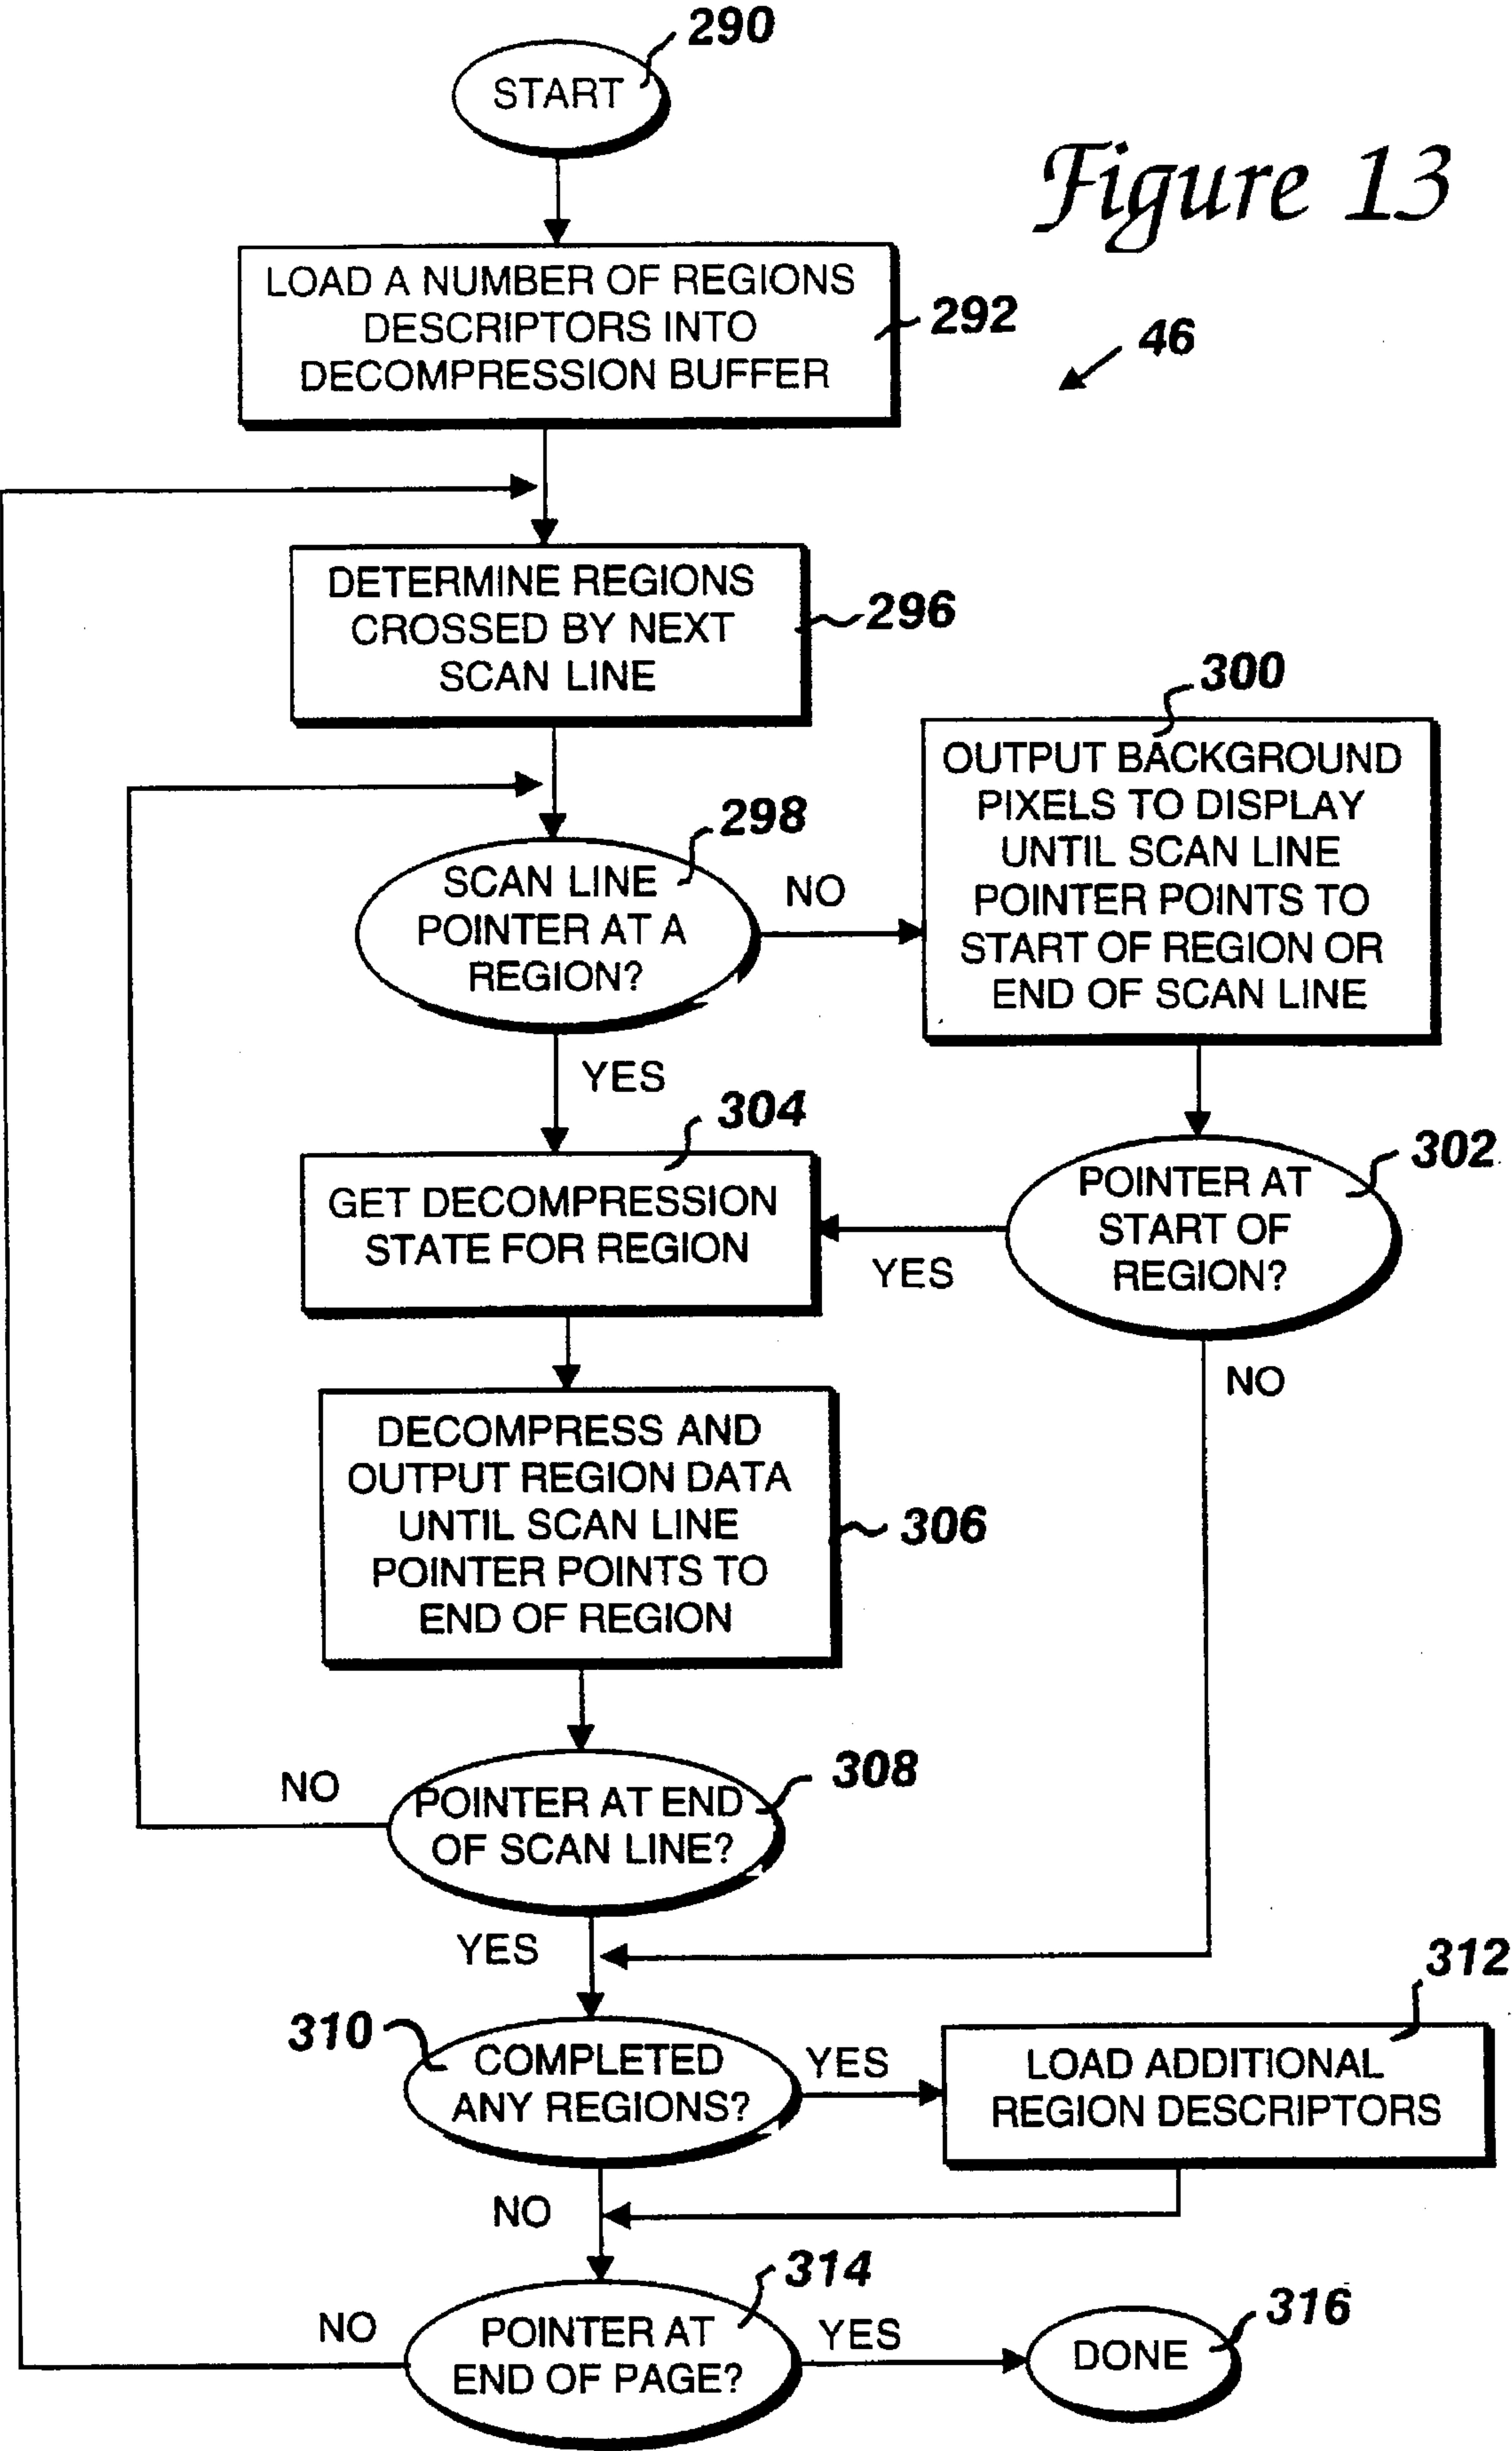 290
START
Figure 13
LOAD A NUMBER OF REGIONS
DESCRIPTORS INTO
DECOMPRESSION BUFFER
292
46
DETERMINE REGIONS
CROSSED BY NEXT
SCAN LINE
296
300
OUTPUT BACKGROUND
PIXELS TO DISPLAY
UNTIL SCAN LINE
POINTER POINTS TO
START OF REGION OR
END OF SCAN LINE
298
SCAN LINE
POINTER AT A
REGION?
NO
YES
304
GET DECOMPRESSION
STATE FOR REGION
302
POINTER AT
START OF
REGION?
YES
NO
DECOMPRESS AND
OUTPUT REGION DATA
UNTIL SCAN LINE
POINTER POINTS TO
END OF REGION
306
308
NO
POINTER AT END
OF SCAN LINE?
YES
310
COMPLETED
ANY REGIONS?
YES
312
LOAD ADDITIONAL
REGION DESCRIPTORS
NO
314
NO
POINTER AT
END OF PAGE?
YES
316
DONE